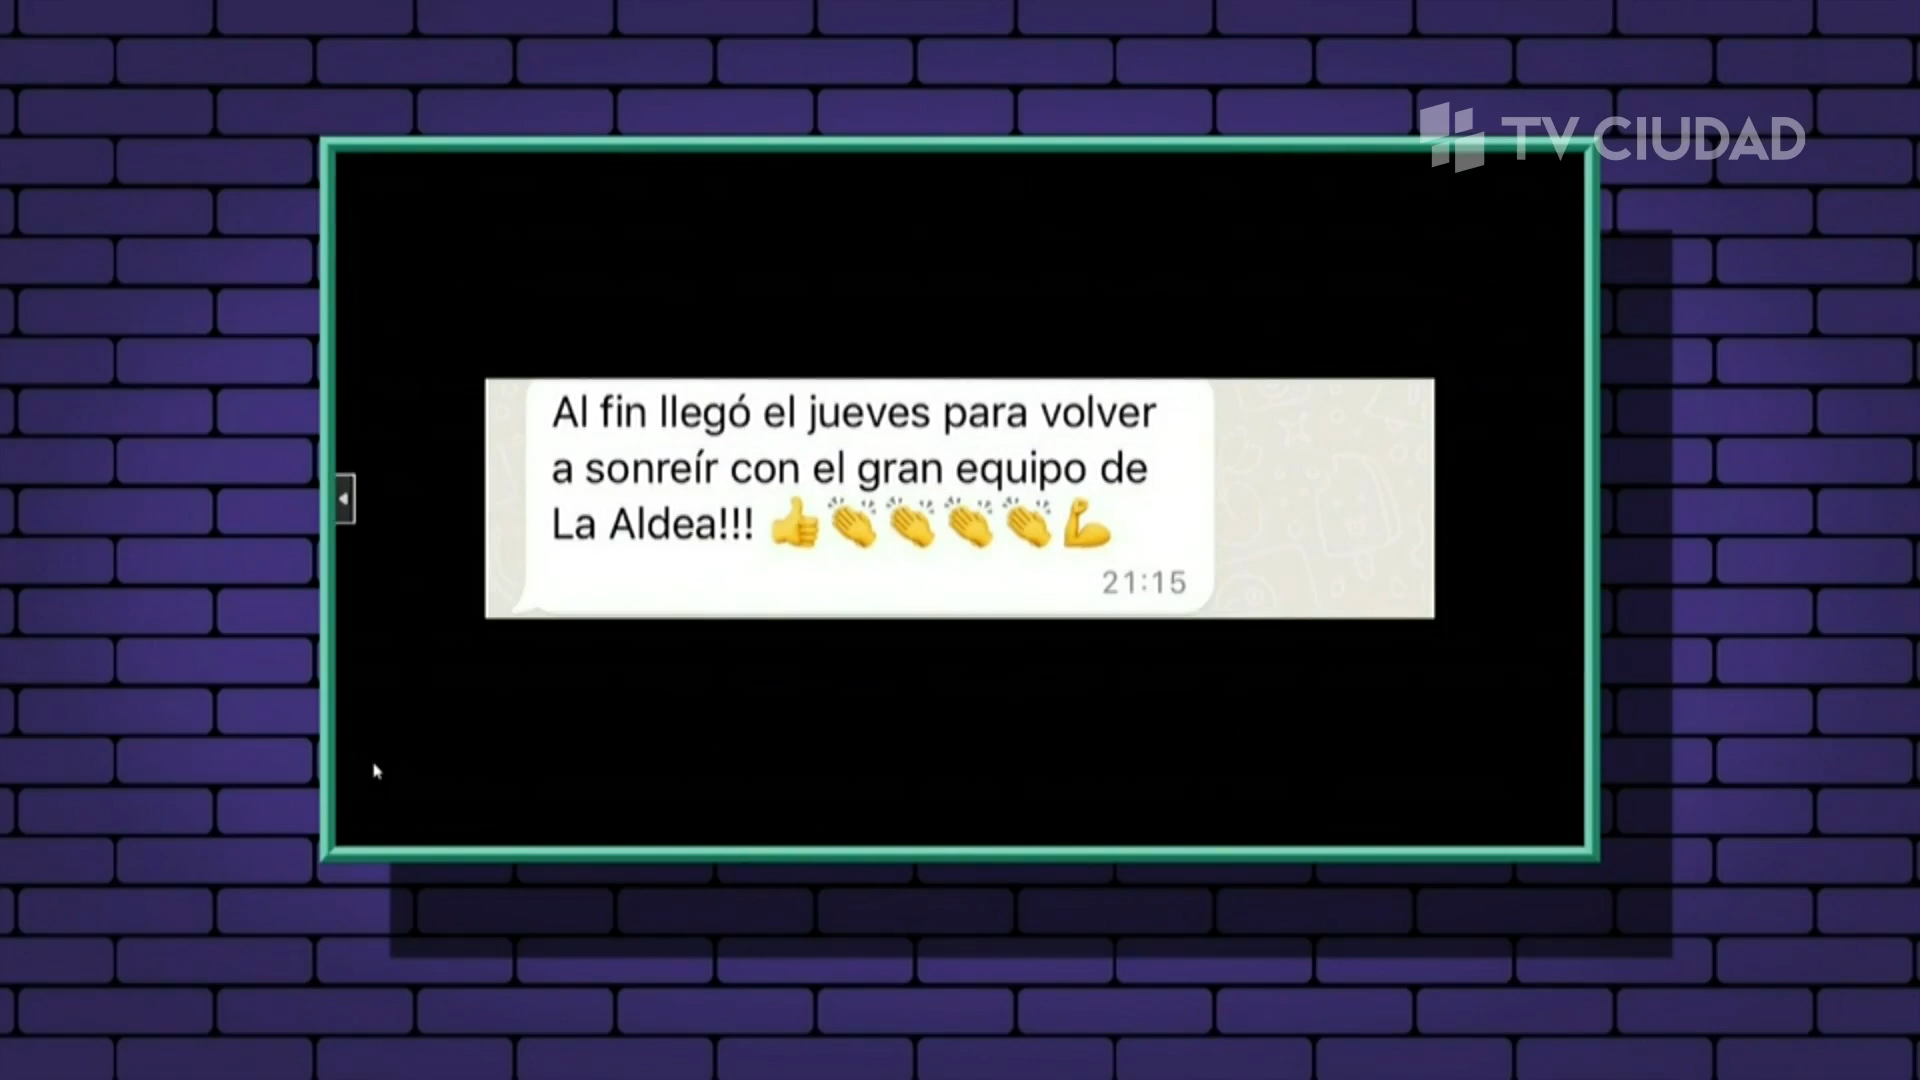 TV CIUDAD
Al fin llegó el jueves para volver
a sonreír con el gran equipo de
La Aldea!!! 👍👏👏👏👏💪
21:15